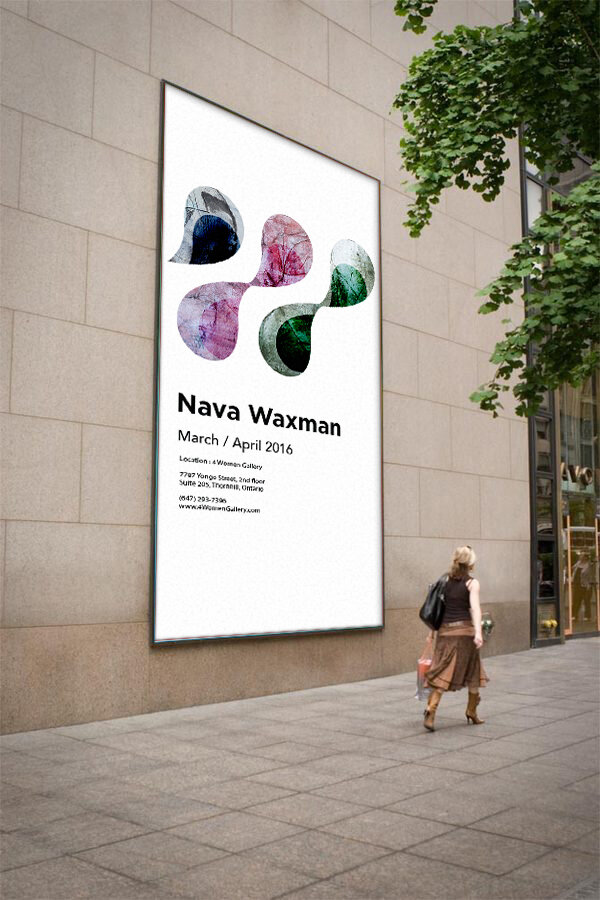 Nava Waxman
March / April 2016
Location : 4 Women Gallery
7787 Yonge Street, 2nd floor
Suite 205, Thornhill, Ontario
(647) 293-7396
www.4WomenGallery.com